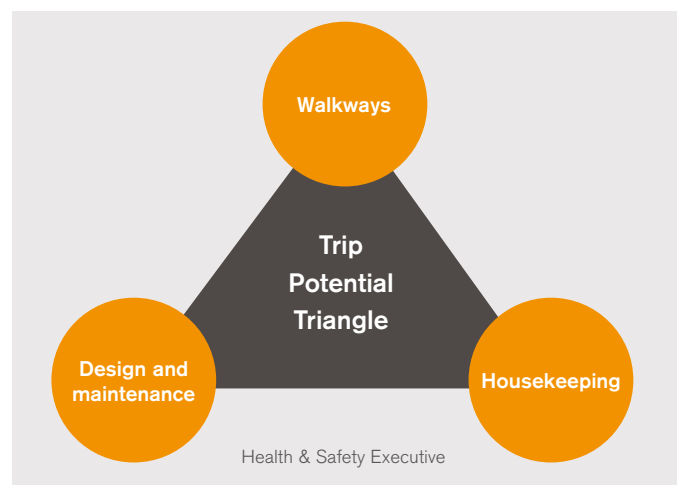 Walkways
Trip
Potential
Triangle
Design and
maintenance
Housekeeping
Health & Safety Executive